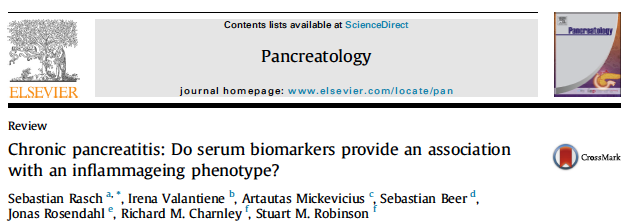 Contents lists available at ScienceDirect
Pancreatology
journal homepage: www.elsevier.com/locate/pan
ELSEVIER
Pancreatology
Review
Chronic pancreatitis: Do serum biomarkers provide an association
with an inflammageing phenotype?
CrossMark
Sebastian Rasch a, *, Irena Valantiene b, Artautas Mickevicius c, Sebastian Beer d,
Jonas Rosendahl e, Richard M. Charnley f, Stuart M. Robinson f